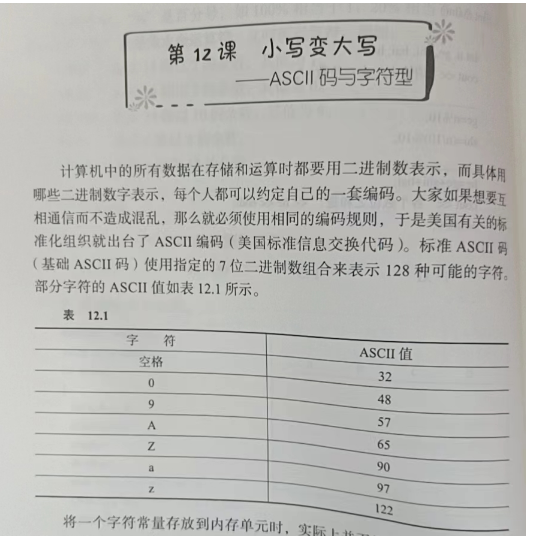 第 12 课 小写变大写
——ASCII 码与字符型
计算机中的所有数据在存储和运算时都要用二进制数表示，而具体用
哪些二进制数字表示，每个人都可以约定自己的一套编码。大家如果想要互
相通信而不造成混乱，那么就必须使用相同的编码规则，于是美国有关的标
准化组织就出台了 ASCII 编码（美国标准信息交换代码）。标准 ASCII 码
（基础 ASCII 码）使用指定的 7 位二进制数组合来表示 128 种可能的字符。
部分字符的 ASCII 值如表 12.1 所示。
表 12.1
字 符 ASCII 值
空格 32
0 48
9 57
A 65
Z 90
a 97
z 122
将一个字符常量存放到内存单元时，实际上并